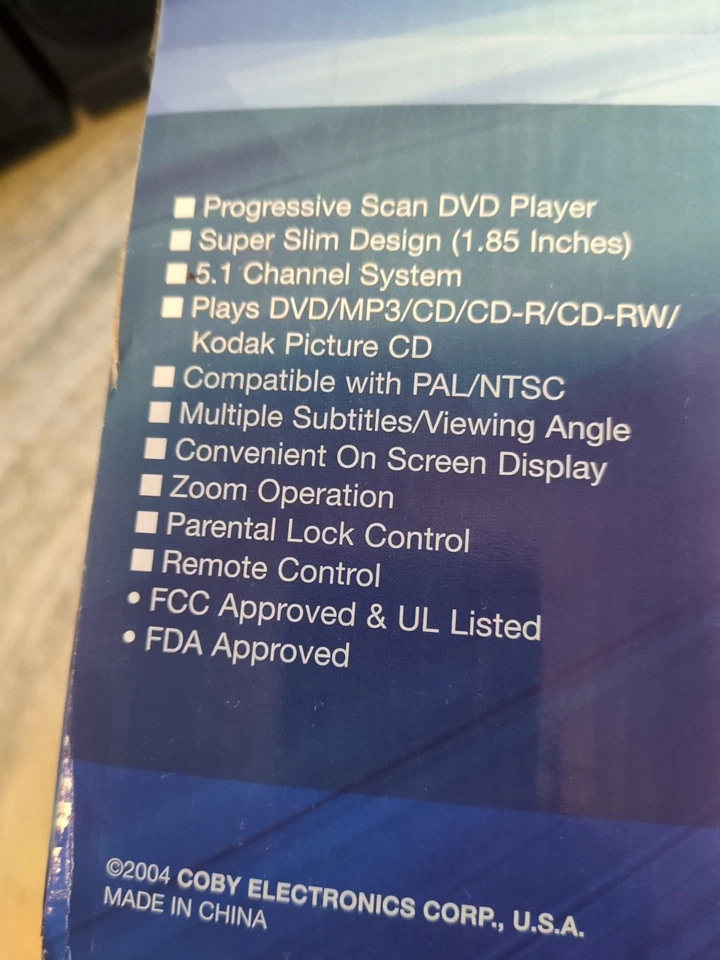 ■ Progressive Scan DVD Player
■ Super Slim Design (1.85 Inches)
■ 5.1 Channel System
■ Plays DVD/MP3/CD/CD-R/CD-RW/
Kodak Picture CD
■ Compatible with PAL/NTSC
■ Multiple Subtitles/Viewing Angle
■ Convenient On Screen Display
■ Zoom Operation
■ Parental Lock Control
■ Remote Control
• FCC Approved & UL Listed
• FDA Approved
©2004 COBY ELECTRONICS CORP., U.S.A.
MADE IN CHINA